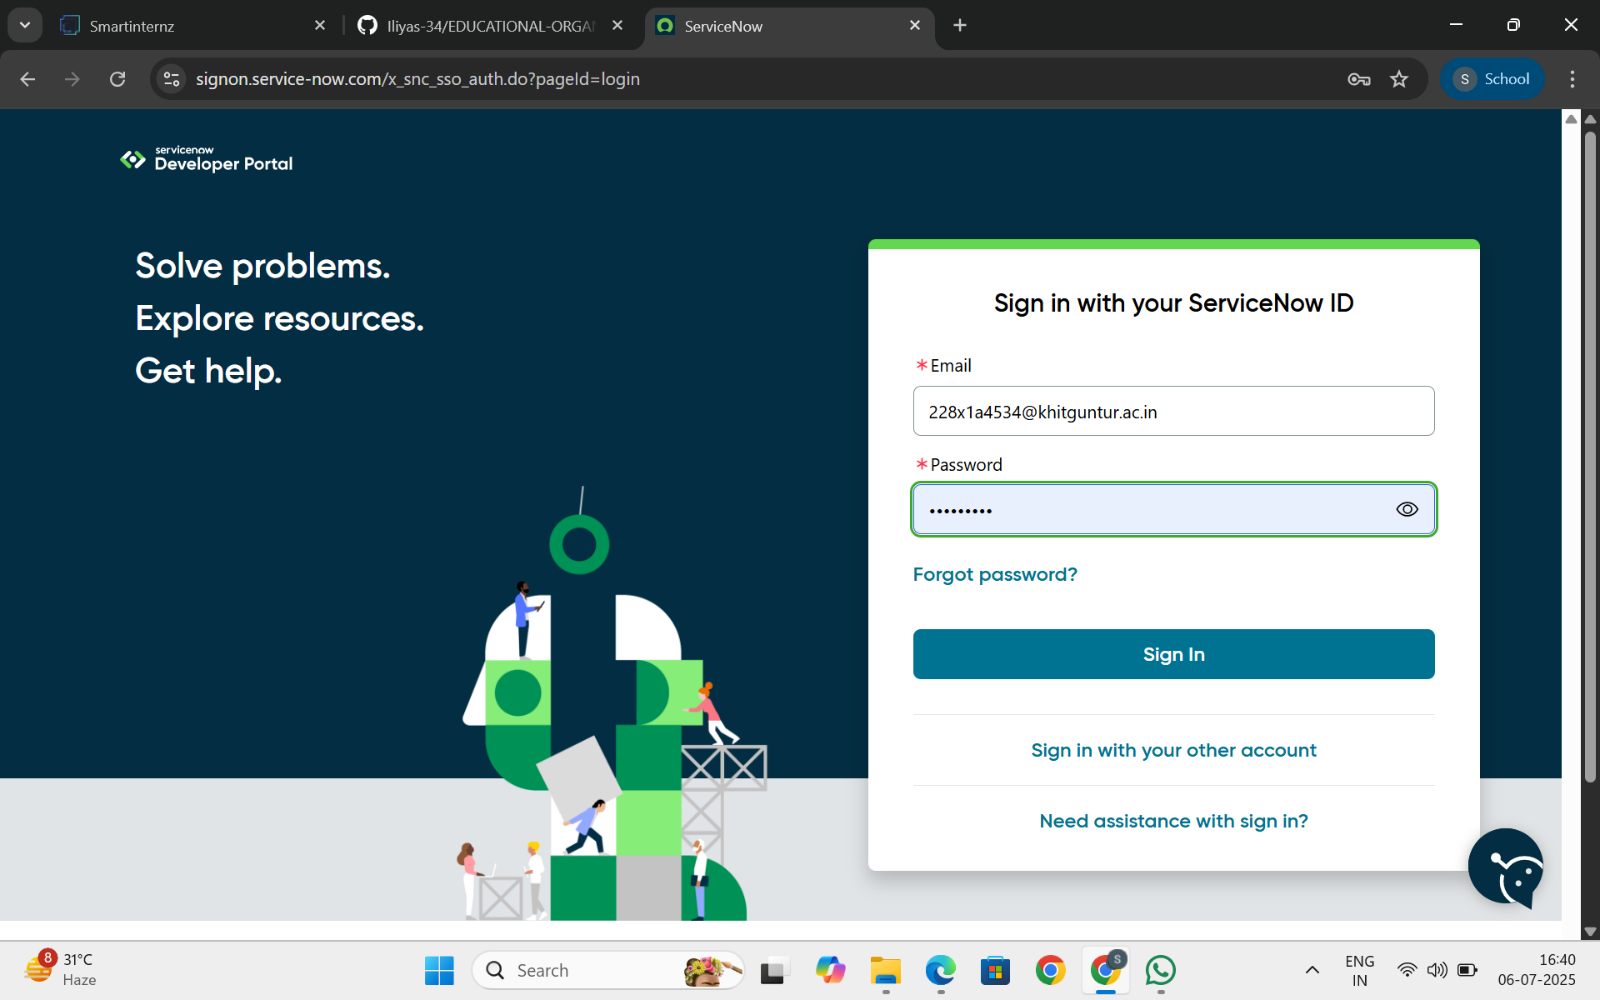 Smartinternz
Iliyas-34/EDUCATIONAL-ORGAN
ServiceNow
signon.service-now.com/x_snc_sso_auth.do?pageId=login
S School
servicenow
Developer Portal
Solve problems.
Explore resources.
Get help.
Sign in with your ServiceNow ID
*Email
228x1a4534@khitguntur.ac.in
*Password
•••••••••
Forgot password?
Sign In
Sign in with your other account
Need assistance with sign in?
8
31°C
Haze
Search
S
ENG
IN
16:40
06-07-2025